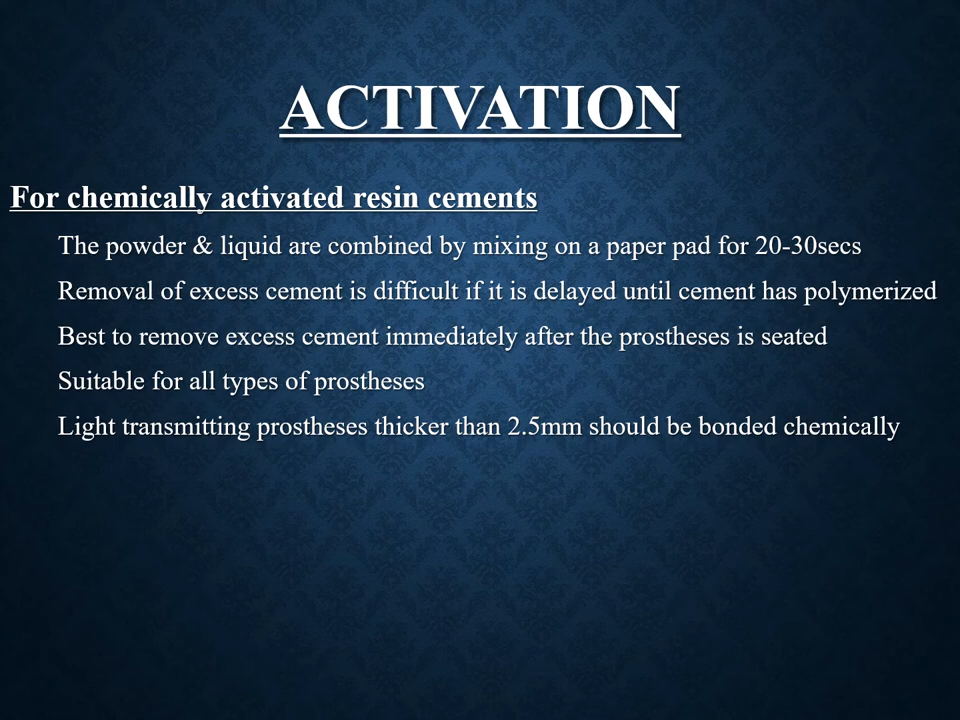 ACTIVATION
For chemically activated resin cements
The powder & liquid are combined by mixing on a paper pad for 20-30secs
Removal of excess cement is difficult if it is delayed until cement has polymerized
Best to remove excess cement immediately after the prostheses is seated
Suitable for all types of prostheses
Light transmitting prostheses thicker than 2.5mm should be bonded chemically